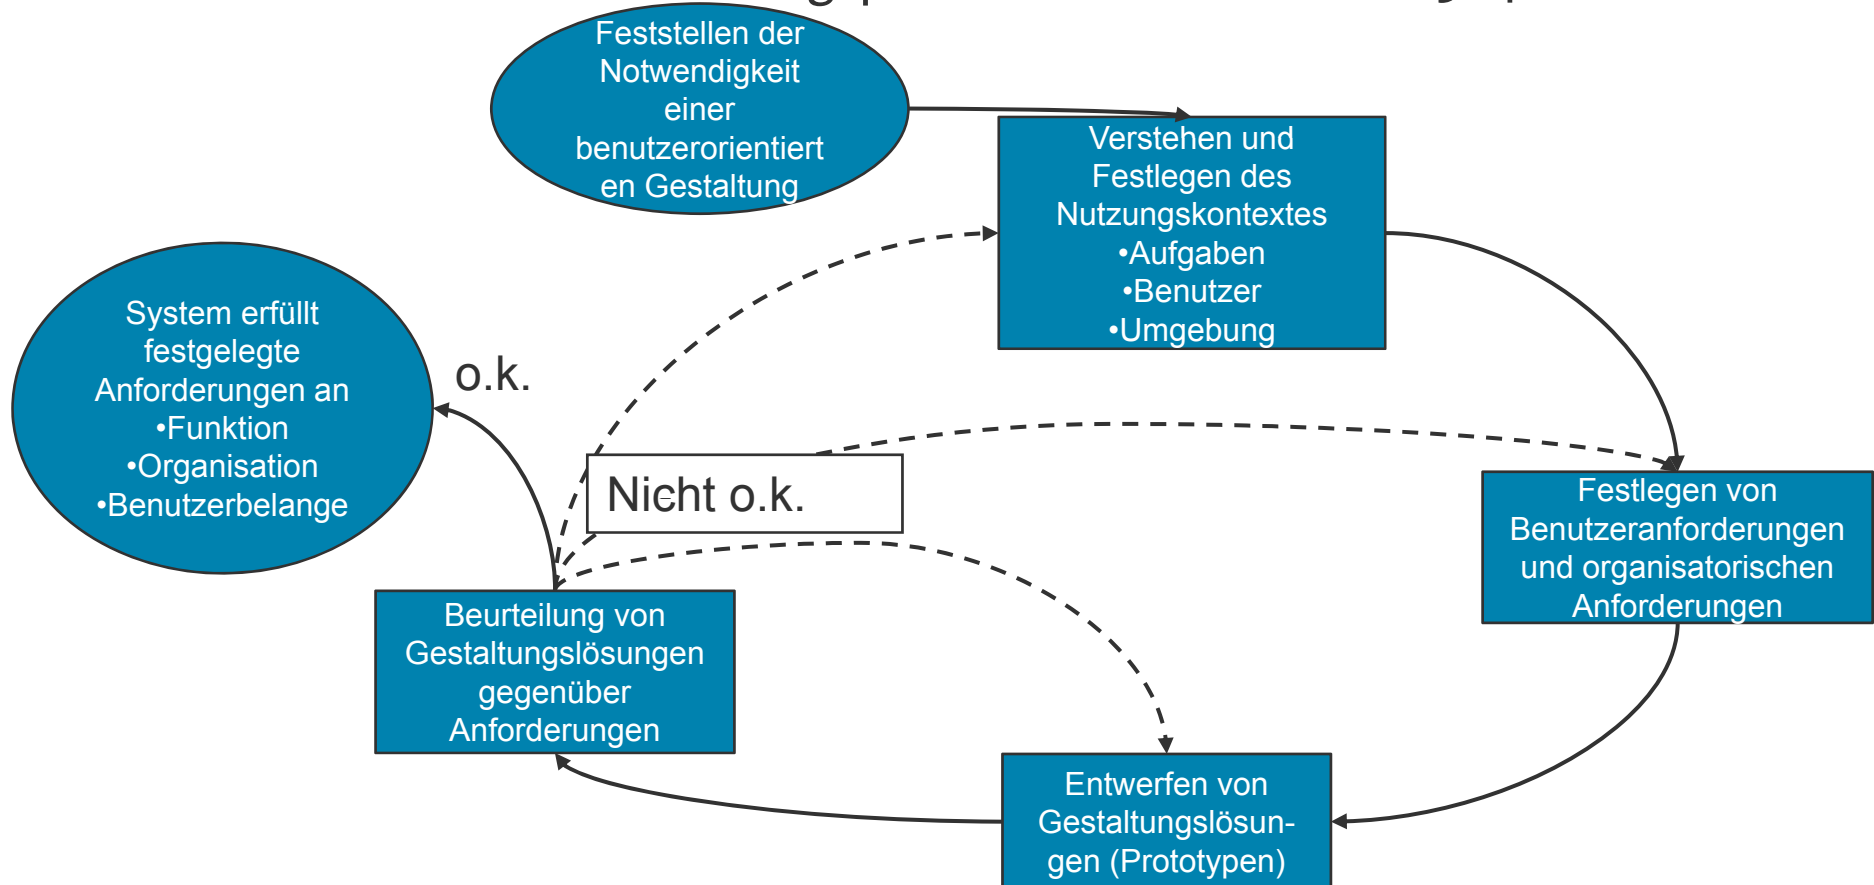 Feststellen der
Notwendigkeit
einer
benutzerorientiert
en Gestaltung
Verstehen und
Festlegen des
Nutzungskontextes
•Aufgaben
•Benutzer
•Umgebung
System erfüllt
festgelegte
Anforderungen an
•Funktion
•Organisation
•Benutzerbelange
o.k.
Nicht o.k.
Festlegen von
Benutzeranforderungen
und organisatorischen
Anforderungen
Beurteilung von
Gestaltungslösungen
gegenüber
Anforderungen
Entwerfen von
Gestaltungslösun-
gen (Prototypen)